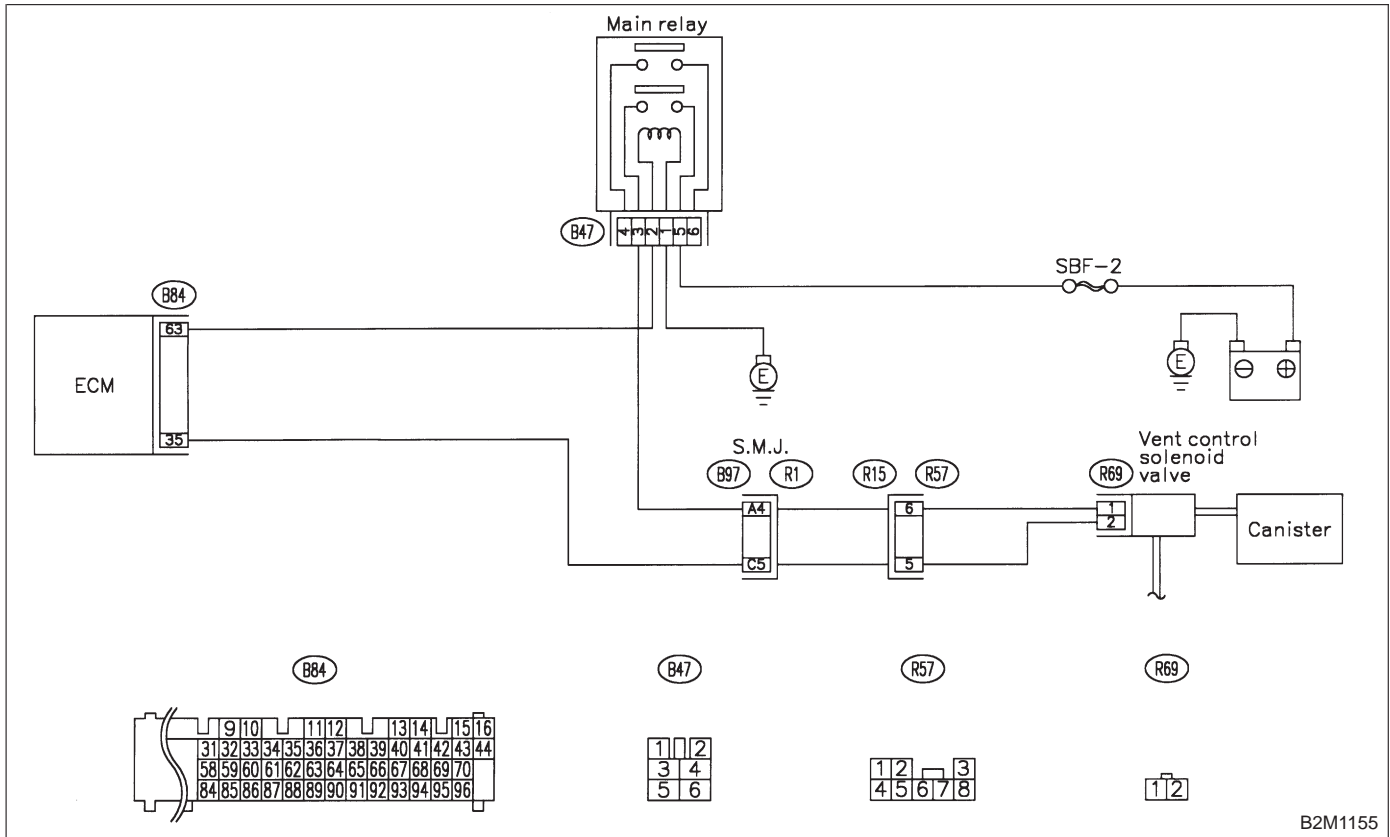 Main relay
B47
4 3 2 1 5 6
SBF-2
B84
63
ECM
35
E
E
⊖ ⊕
S.M.J.
B97 R1 R15 R57
Vent control
solenoid
valve
R69
A4 6 1
2
Canister
C5 5
B84 B47 R57 R69
9 10 11 12 13 14 15 16
31 32 33 34 35 36 37 38 39 40 41 42 43 44
58 59 60 61 62 63 64 65 66 67 68 69 70
84 85 86 87 88 89 90 91 92 93 94 95 96
1 2
3 4
5 6
1 2 3
4 5 6 7 8
1 2
B2M1155